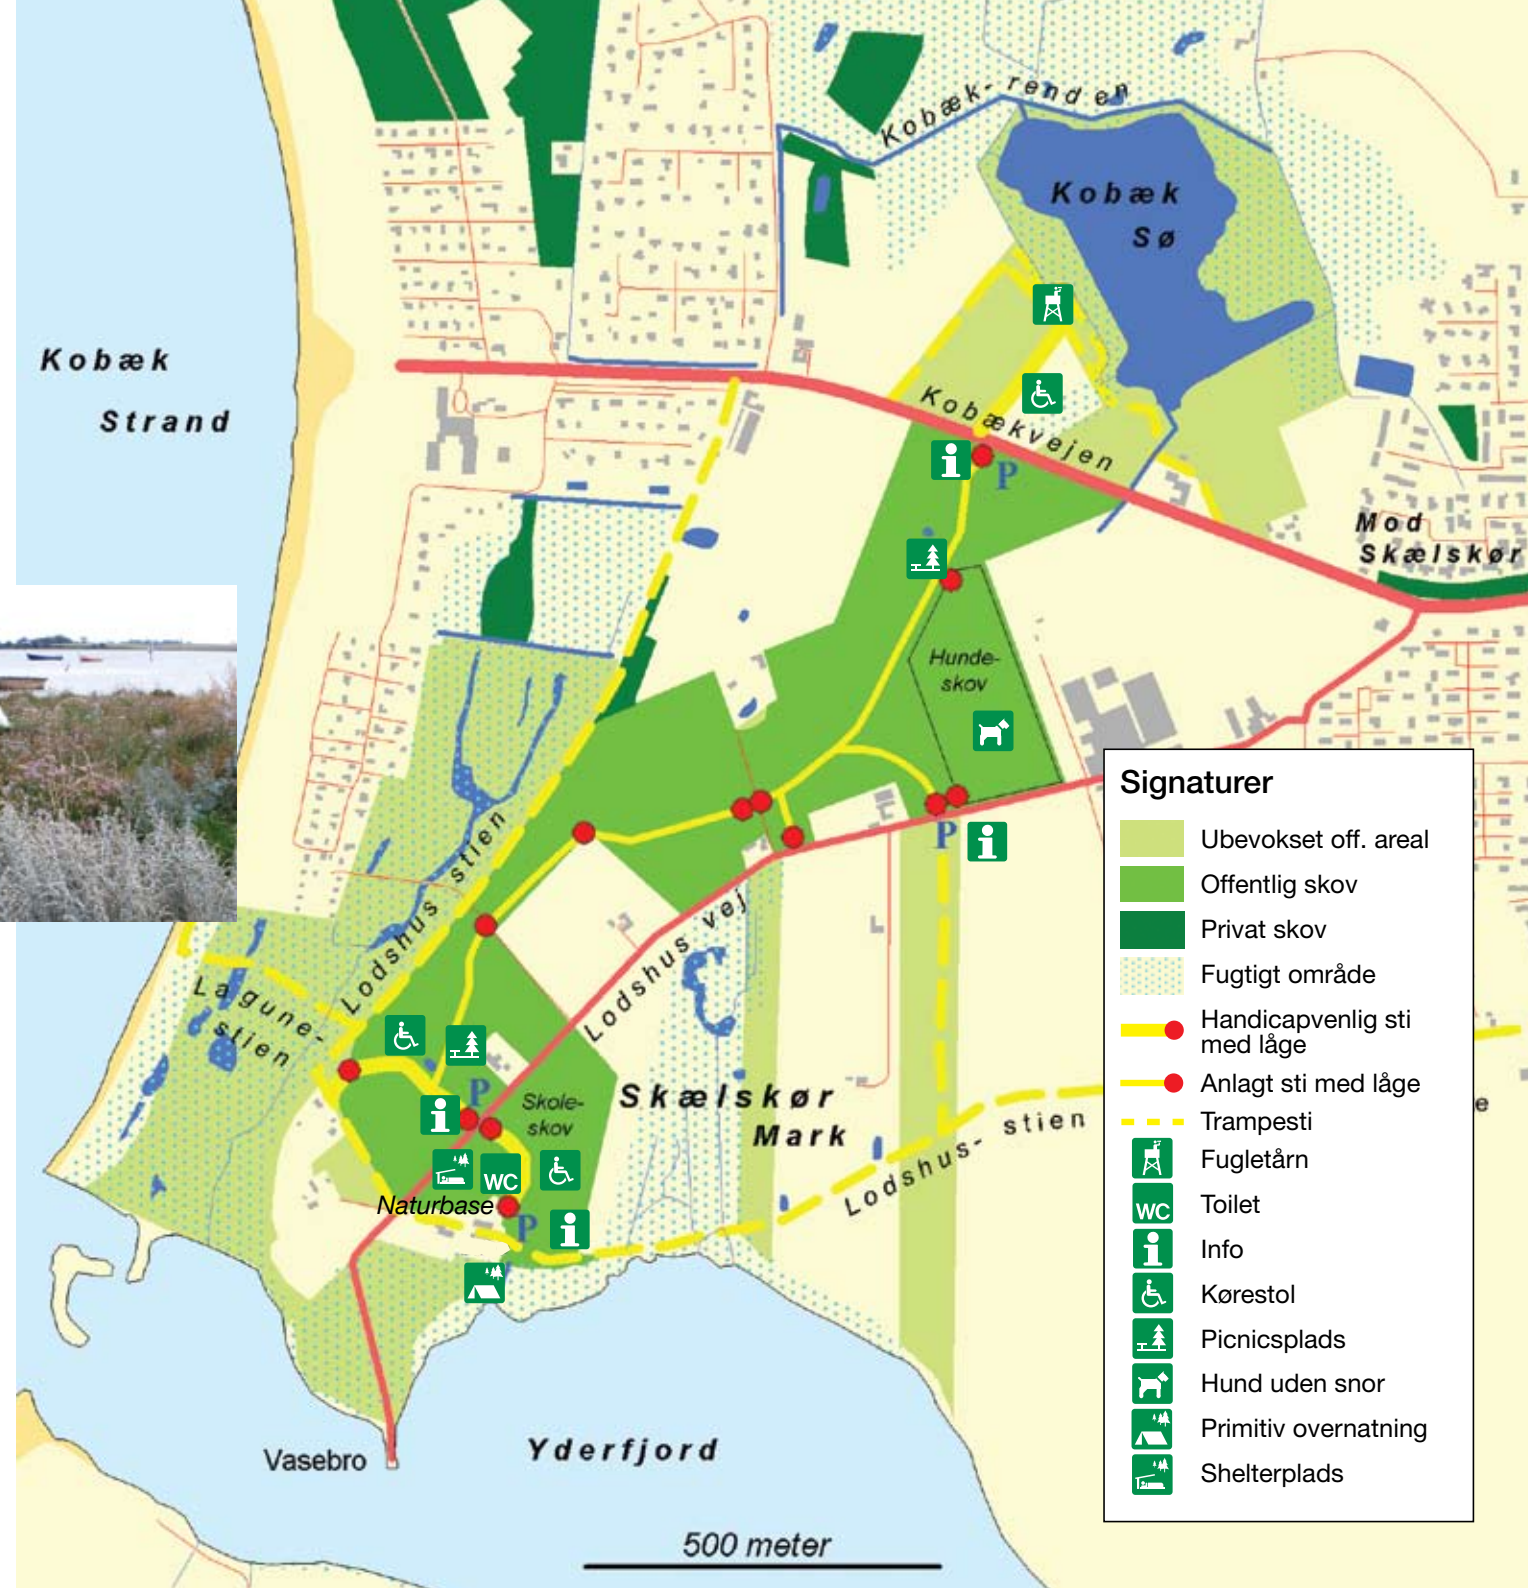 Kobæk-renden
Kobæk
Sø
Kobæk
Strand
Kobækvejen
P
Mod
Skælskør
Hunde-
skov
Signaturer
Ubevokset off. areal
Offentlig skov
Privat skov
Fugtigt område
Handicapvenlig sti
med låge
Anlagt sti med låge
Trampesti
Fugletårn
WC
Toilet
Info
Kørestol
Picnicsplads
Hund uden snor
Primitiv overnatning
Shelterplads
P
Lodshus stien
Lodshus vej
Lagune-
stien
P
Skole-
skov
Skælskør
Mark
Lodshus- stien
e
WC
Naturbase
P
Vasebro
Yderfjord
500 meter